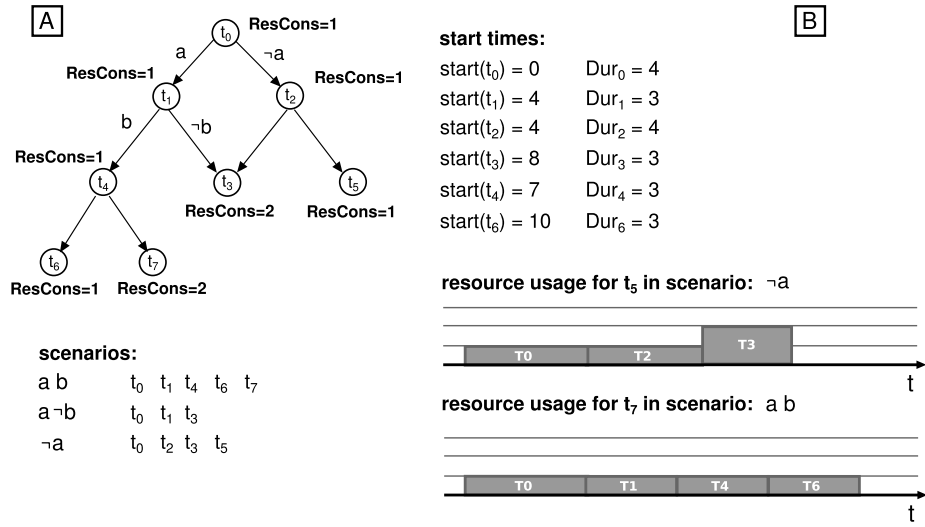 A
ResCons=1
t0
a
¬a
ResCons=1
t1
ResCons=1
t2
b
¬b
ResCons=1
t4
t3
t5
ResCons=2
ResCons=1
t6
t7
ResCons=1
ResCons=2
scenarios:
a b t0 t1 t4 t6 t7
a ¬b t0 t1 t3
¬a t0 t2 t3 t5
B
start times:
start(t0) = 0 Dur0 = 4
start(t1) = 4 Dur1 = 3
start(t2) = 4 Dur2 = 4
start(t3) = 8 Dur3 = 3
start(t4) = 7 Dur4 = 3
start(t6) = 10 Dur6 = 3
resource usage for t5 in scenario: ¬a
T0 T2 T3
t
resource usage for t7 in scenario: a b
T0 T1 T4 T6
t